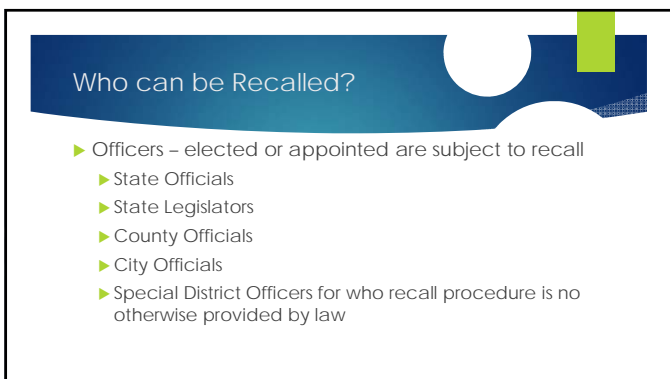 Who can be Recalled?
Officers – elected or appointed are subject to recall
State Officials
State Legislators
County Officials
City Officials
Special District Officers for who recall procedure is no
otherwise provided by law